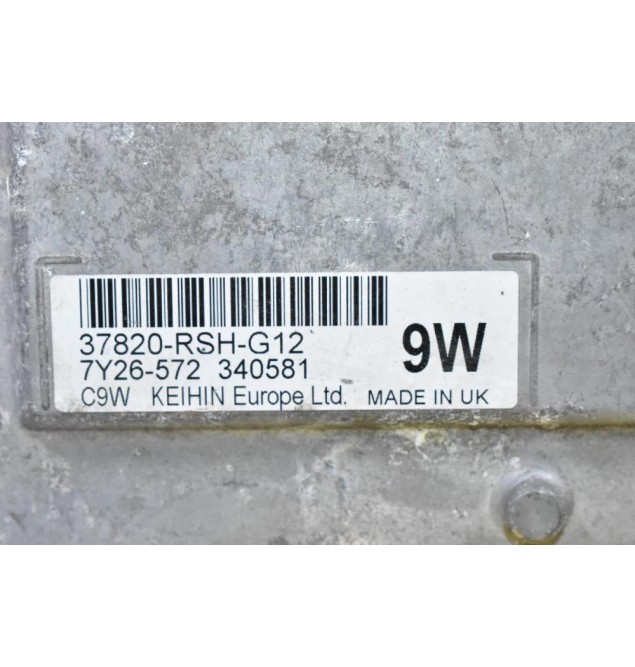 37820-RSH-G12
7Y26-572 340581
C9W KEIHIN Europe Ltd. MADE IN UK
9W